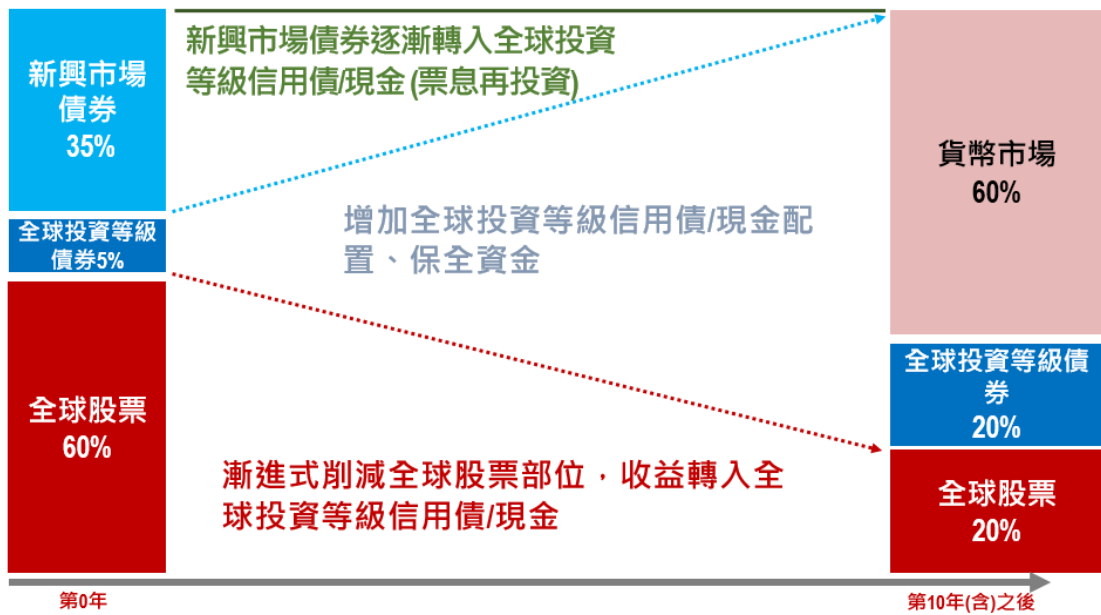 新興市場
債券
35%
全球投資等級
債券5%
全球股票
60%
新興市場債券逐漸轉入全球投資
等級信用債/現金 (票息再投資)
增加全球投資等級信用債/現金配
置、保全資金
漸進式削減全球股票部位，收益轉入全
球投資等級信用債/現金
貨幣市場
60%
全球投資等級債
券
20%
全球股票
20%
第0年
第10年(含)之後